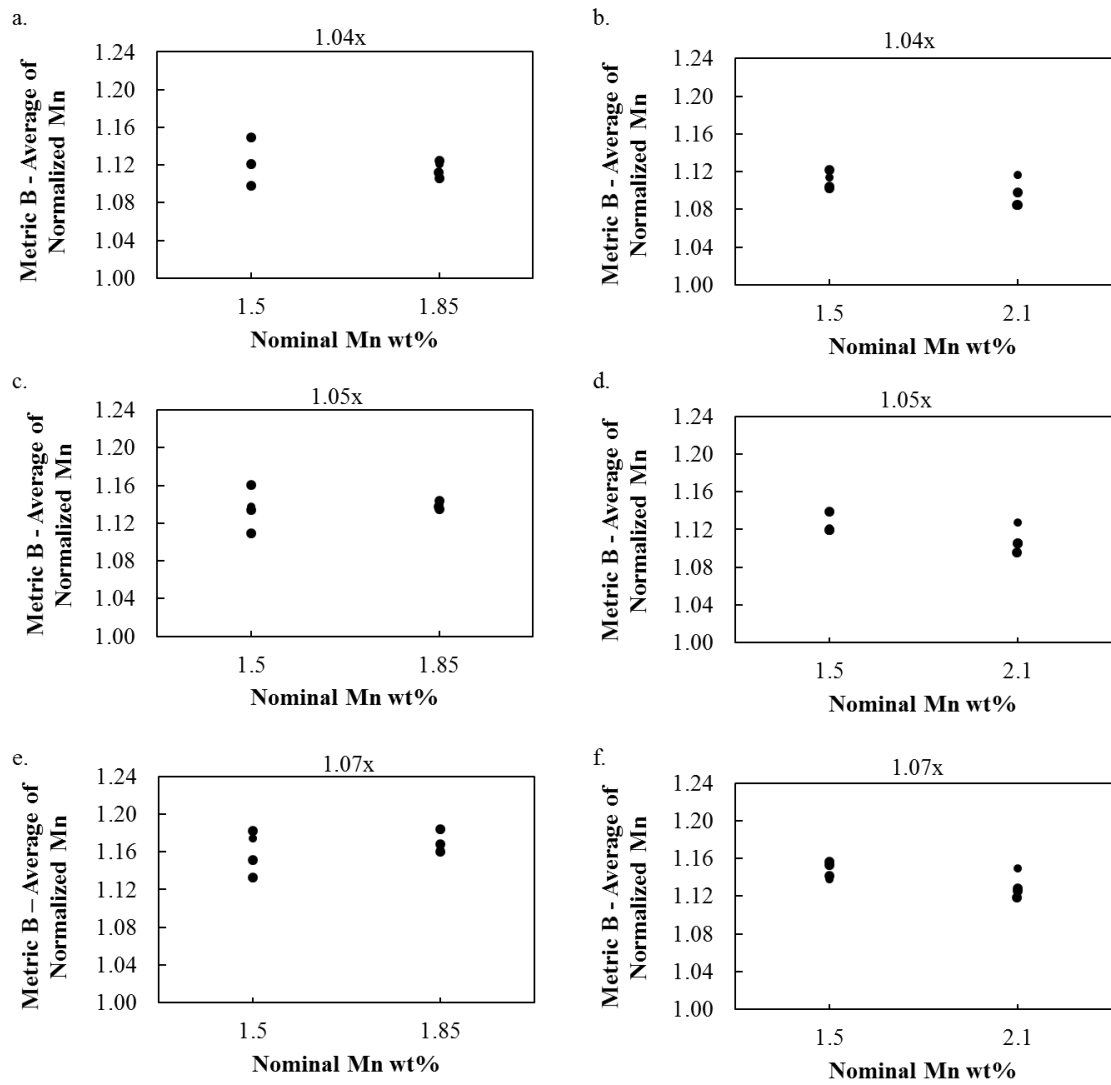 a.
1.04x
Metric B - Average of
Normalized Mn
1.24
1.20
1.16
1.12
1.08
1.04
1.00
1.5
1.85
Nominal Mn wt%
b.
1.04x
Metric B - Average of
Normalized Mn
1.24
1.20
1.16
1.12
1.08
1.04
1.00
1.5
2.1
Nominal Mn wt%
c.
1.05x
Metric B - Average of
Normalized Mn
1.24
1.20
1.16
1.12
1.08
1.04
1.00
1.5
1.85
Nominal Mn wt%
d.
1.05x
Metric B - Average of
Normalized Mn
1.24
1.20
1.16
1.12
1.08
1.04
1.00
1.5
2.1
Nominal Mn wt%
e.
1.07x
Metric B – Average of
Normalized Mn
1.24
1.20
1.16
1.12
1.08
1.04
1.00
1.5
1.85
Nominal Mn wt%
f.
1.07x
Metric B - Average of
Normalized Mn
1.24
1.20
1.16
1.12
1.08
1.04
1.00
1.5
2.1
Nominal Mn wt%